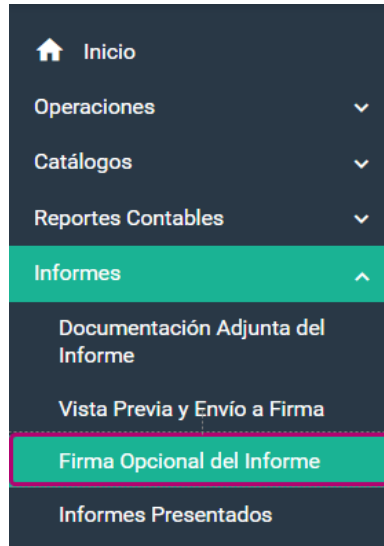 Inicio
Operaciones
Catálogos
Reportes Contables
Informes
Documentación Adjunta del
Informe
Vista Previa y Envío a Firma
Firma Opcional del Informe
Informes Presentados